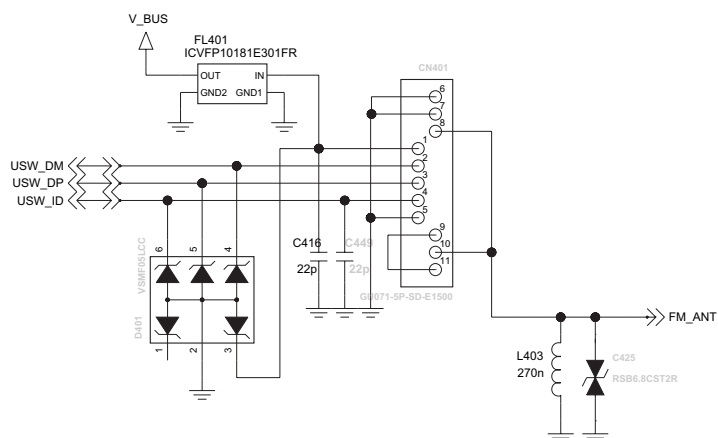 V_BUS
FL401
ICVFP10181E301FR
OUT
IN
GND2
GND1
CN401
6
7
8
1
2
3
4
5
9
10
11
USW_DM
USW_DP
USW_ID
6
5
4
VSMF05LCC
D401
1
2
3
C416
22p
C449
22p
GU071-5P-SD-E1500
FM_ANT
L403
270n
C425
RSB6.8CST2R